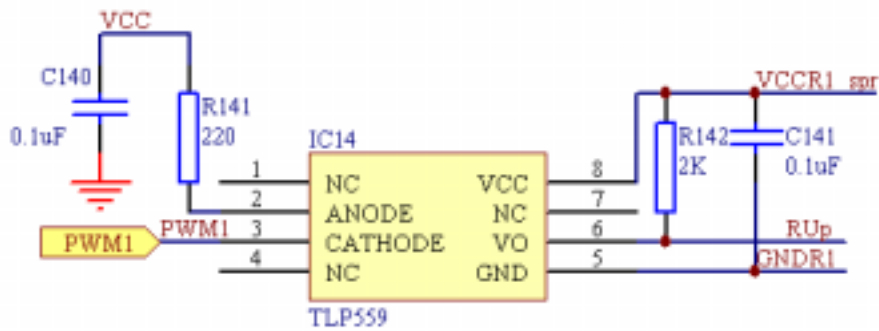 VCC
C140
0.1uF
R141
220
IC14
1 NC
2 ANODE
PWM1 PWM1 3 CATHODE
4 NC
VCC 8
NC 7
VO 6
GND 5
TLP559
VCCR1_spr
R142
2K
C141
0.1uF
RUp
GNDR1